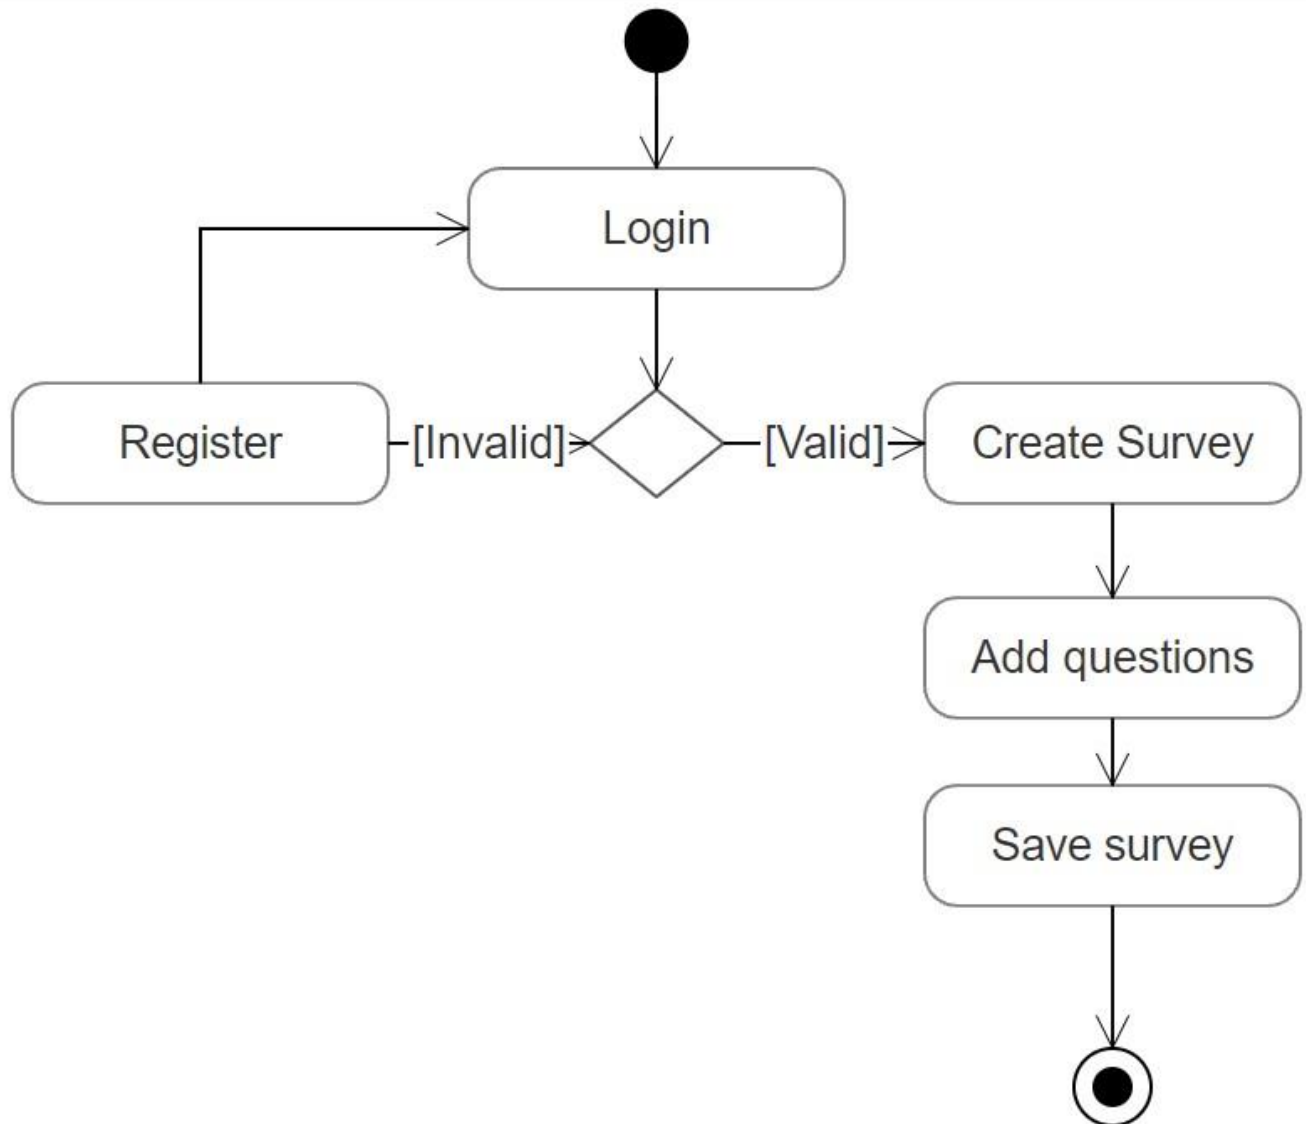 Login
Register
[Invalid]
[Valid]
Create Survey
Add questions
Save survey